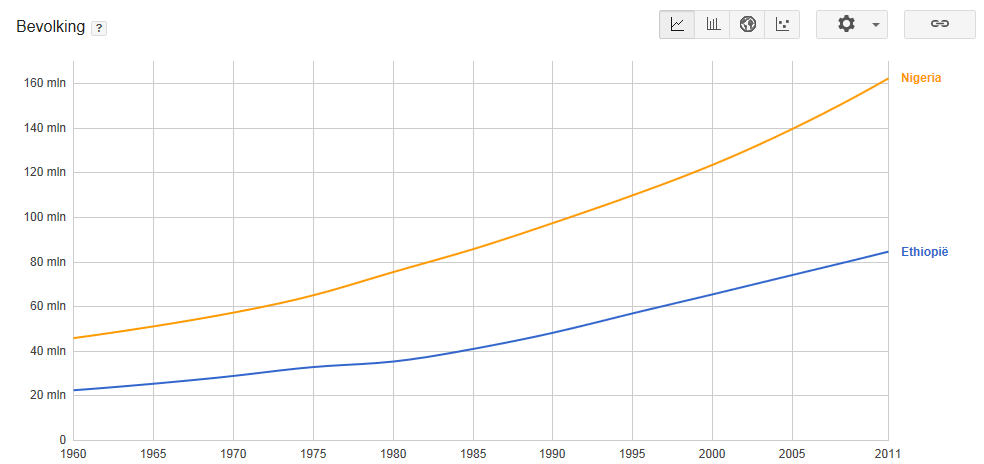 Bevolking ?
160 mln
Nigeria
140 mln
120 mln
100 mln
80 mln
Ethiopië
60 mln
40 mln
20 mln
0
1960 1965 1970 1975 1980 1985 1990 1995 2000 2005 2011